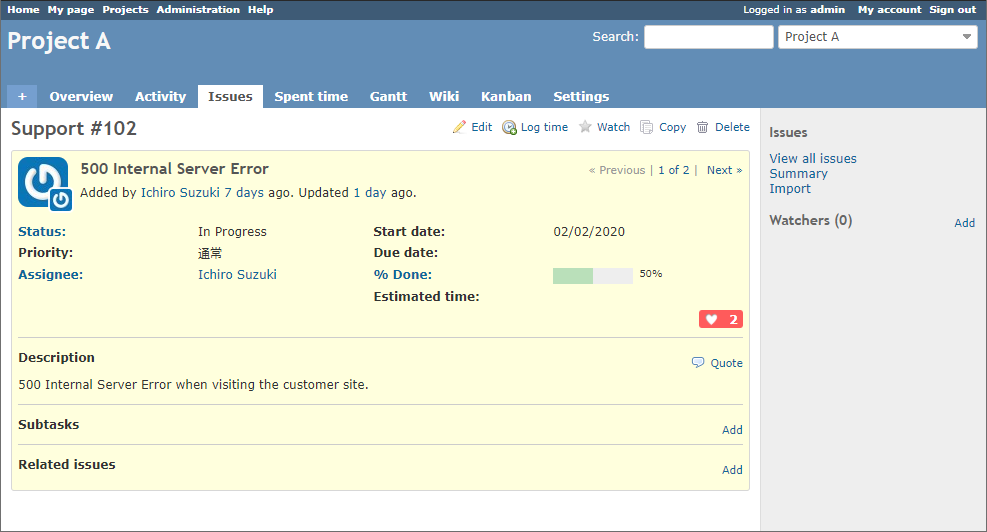 Home My page Projects Administration Help Logged in as admin My account Sign out
Project A Search: Project A
+ Overview Activity Issues Spent time Gantt Wiki Kanban Settings
Support #102 Edit Log time Watch Copy Delete
500 Internal Server Error « Previous | 1 of 2 | Next »
Added by Ichiro Suzuki 7 days ago. Updated 1 day ago.
Status: In Progress Start date: 02/02/2020
Priority: 通常 Due date:
Assignee: Ichiro Suzuki % Done: 50%
Estimated time:
2
Description Quote
500 Internal Server Error when visiting the customer site.
Subtasks Add
Related issues Add
Issues
View all issues
Summary
Import
Watchers (0) Add